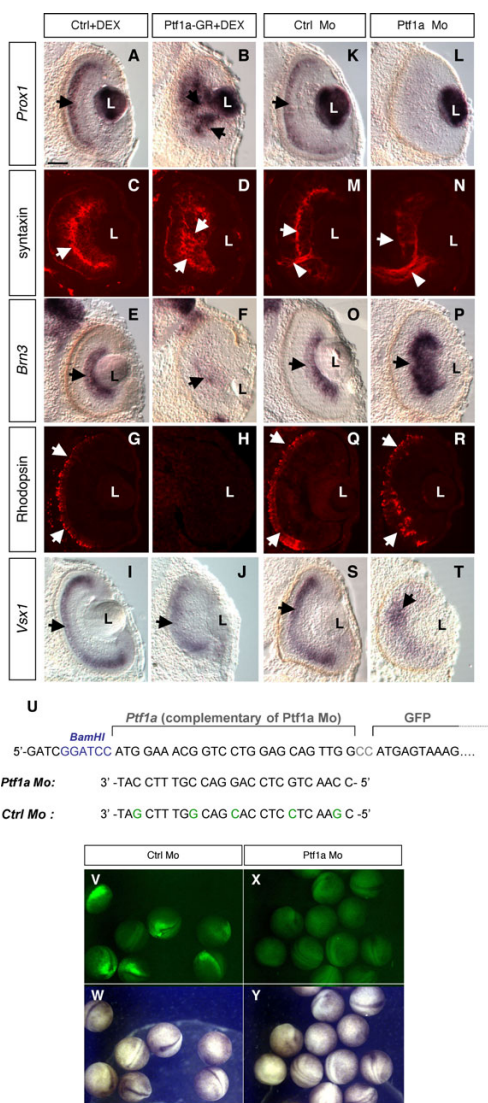 Ctrl+DEX Ptf1a-GR+DEX Ctrl Mo Ptf1a Mo
Prox1 A B K L
L L L L
syntaxin C D M N
L L L L
Brn3 E F O P
L L L L
Rhodopsin G H Q R
L L L L
Vsx1 I J S T
L L L L
U
Ptf1a (complementary of Ptf1a Mo) GFP
BamHI
5'-GATCGGATCC ATG GAA ACG GTC CTG GAG CAG TTG GCC ATGAGTAAAG....
Ptf1a Mo: 3' -TAC CTT TGC CAG GAC CTC GTC AAC C- 5'
Ctrl Mo : 3' -TAG CTT TGG CAG CAC CTC CTC AAG C -5'
Ctrl Mo Ptf1a Mo
V X
W Y